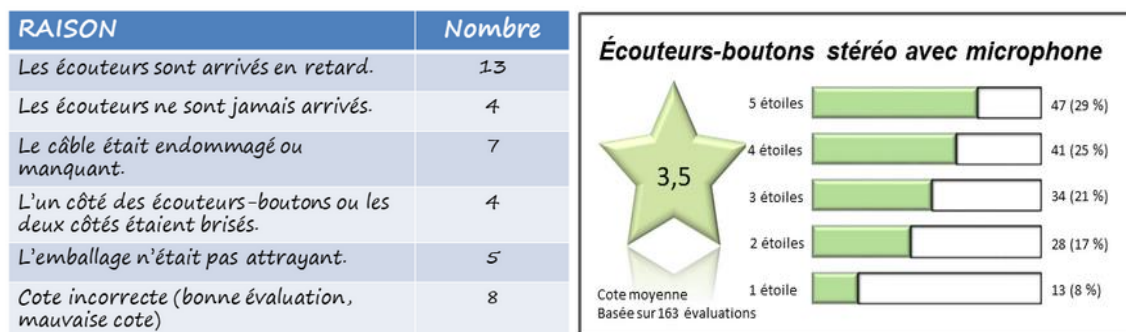 RAISON Nombre
Les écouteurs sont arrivés en retard. 13
Les écouteurs ne sont jamais arrivés. 4
Le câble était endommagé ou
manquant. 7
L'un côté des écouteurs-boutons ou les
deux côtés étaient brisés. 4
L'emballage n'était pas attrayant. 5
Cote incorrecte (bonne évaluation,
mauvaise cote) 8
Écouteurs-boutons stéréo avec microphone
3,5
5 étoiles 47 (29 %)
4 étoiles 41 (25 %)
3 étoiles 34 (21 %)
2 étoiles 28 (17 %)
1 étoile 13 (8 %)
Cote moyenne
Basée sur 163 évaluations